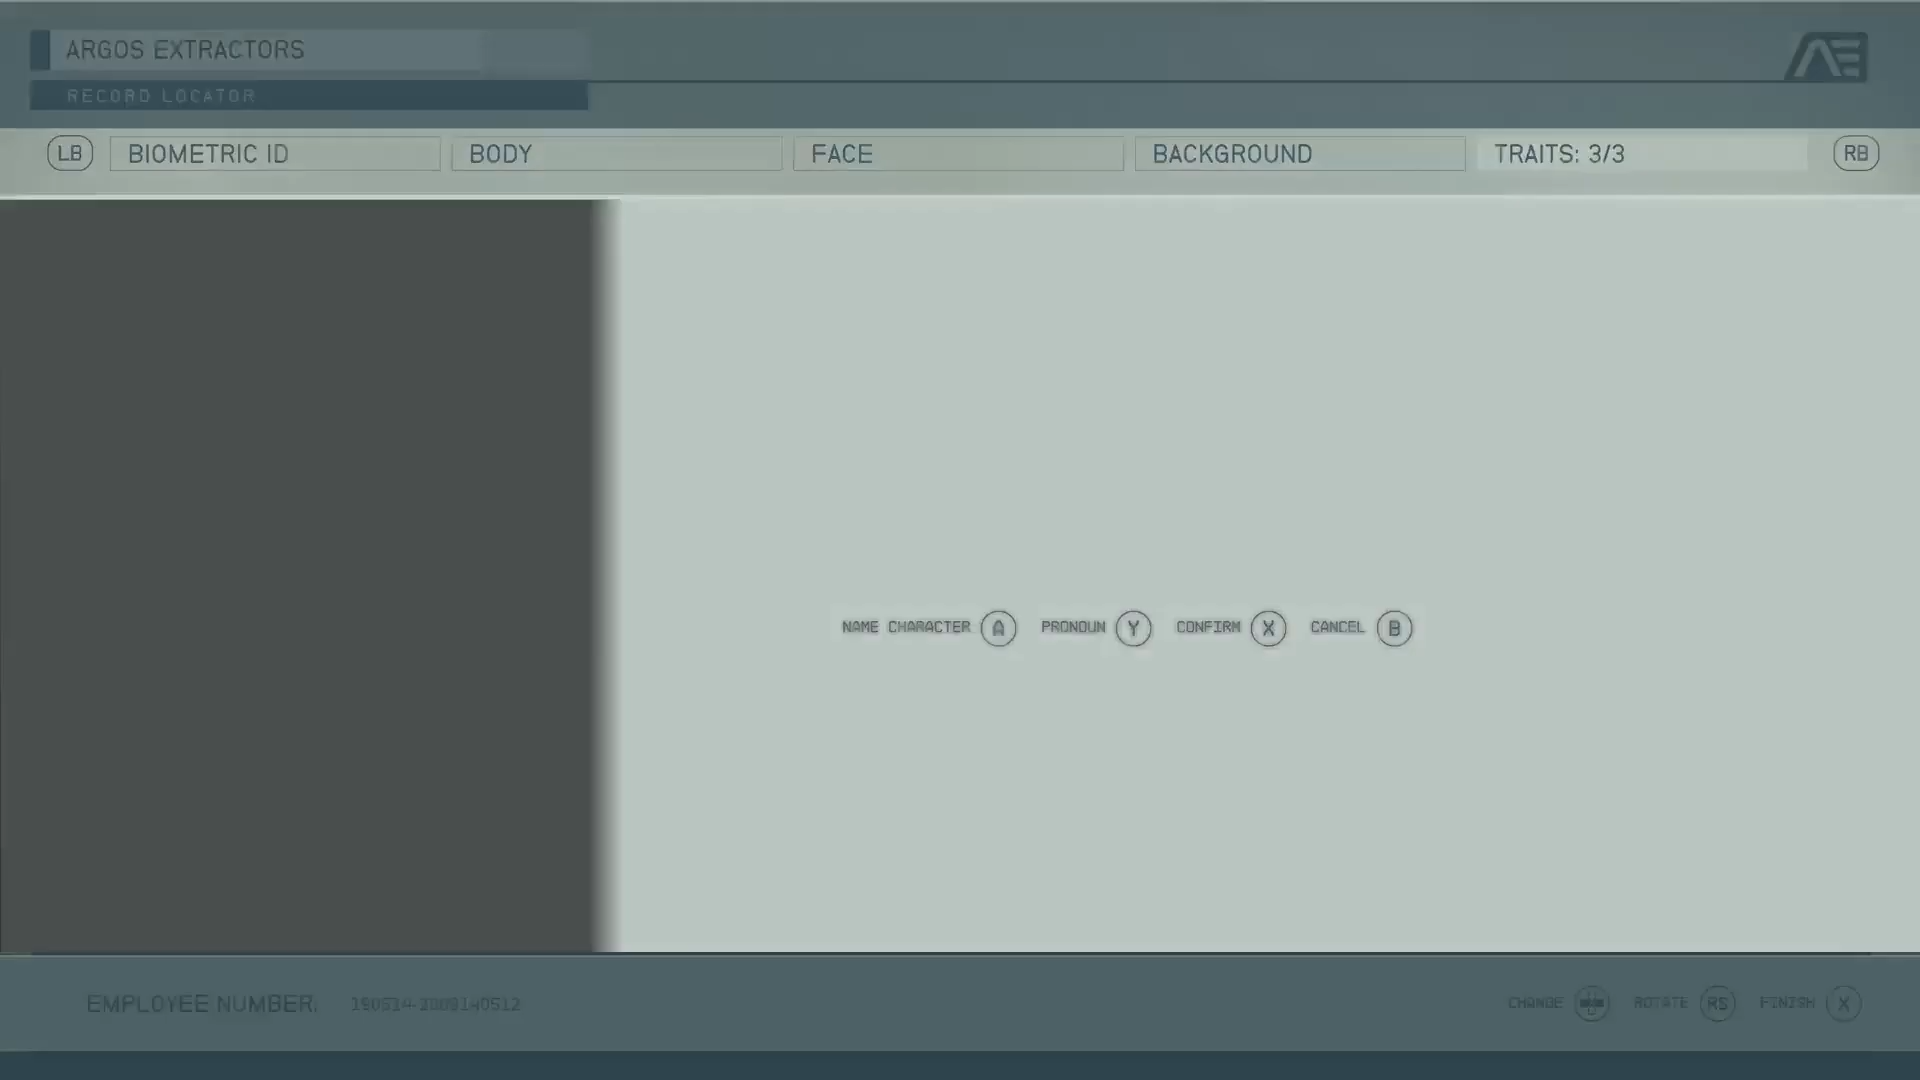 ARGOS EXTRACTORS
AE
RECORD LOCATOR
LB BIOMETRIC ID BODY FACE BACKGROUND TRAITS: 3/3 RB
NAME CHARACTER A PRONOUN Y CONFIRM X CANCEL B
EMPLOYEE NUMBER: CHANGE ROTATE RS FINISH X